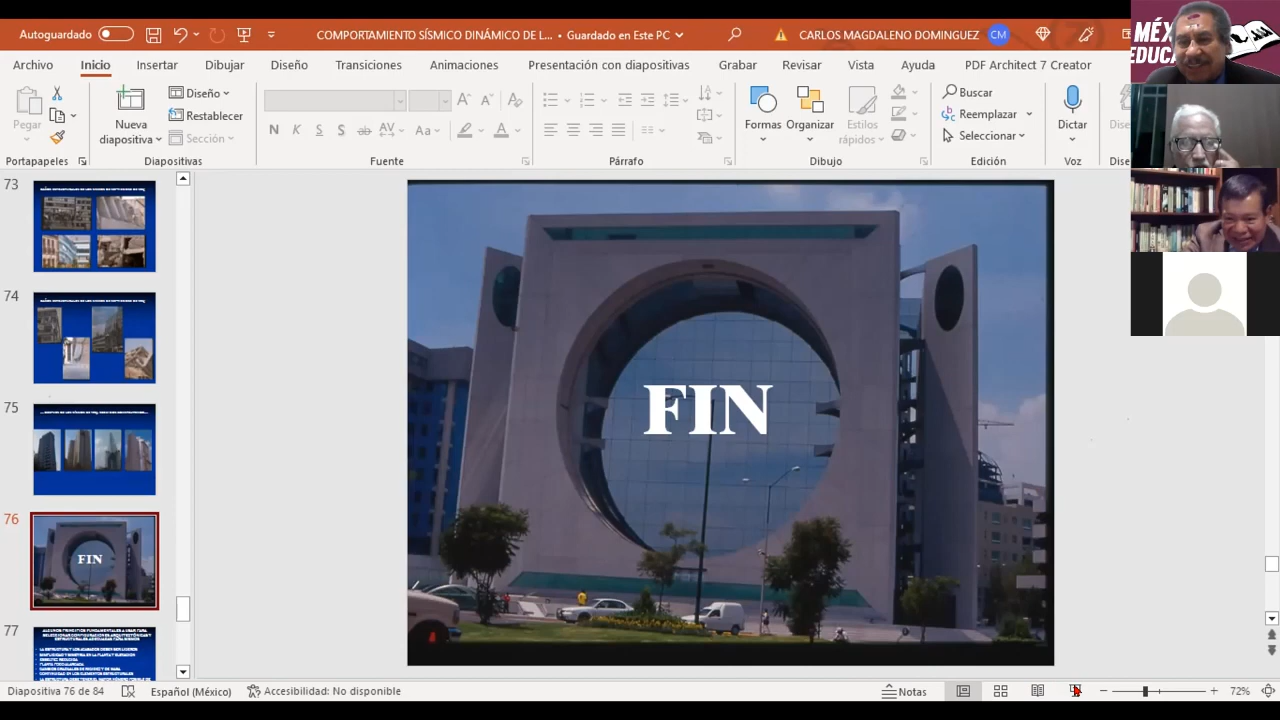 Autoguardado
COMPORTAMIENTO SÍSMICO DINÁMICO DE L... • Guardado en Este PC
CARLOS MAGDALENO DOMINGUEZ
CM
MÉX
EDUCA
Archivo
Inicio
Insertar
Dibujar
Diseño
Transiciones
Animaciones
Presentación con diapositivas
Grabar
Revisar
Vista
Ayuda
PDF Architect 7 Creator
Pegar
Nueva
diapositiva
Diseño
Restablecer
Sección
N K S S ab AV Aa A
Formas
Organizar
Estilos
rápidos
Buscar
Reemplazar
Seleccionar
Dictar
Portapapeles
Diapositivas
Fuente
Párrafo
Dibujo
Edición
Voz
73
74
75
76
FIN
77
FIN
Diapositiva 76 de 84
Español (México)
Accesibilidad: No disponible
Notas
72%